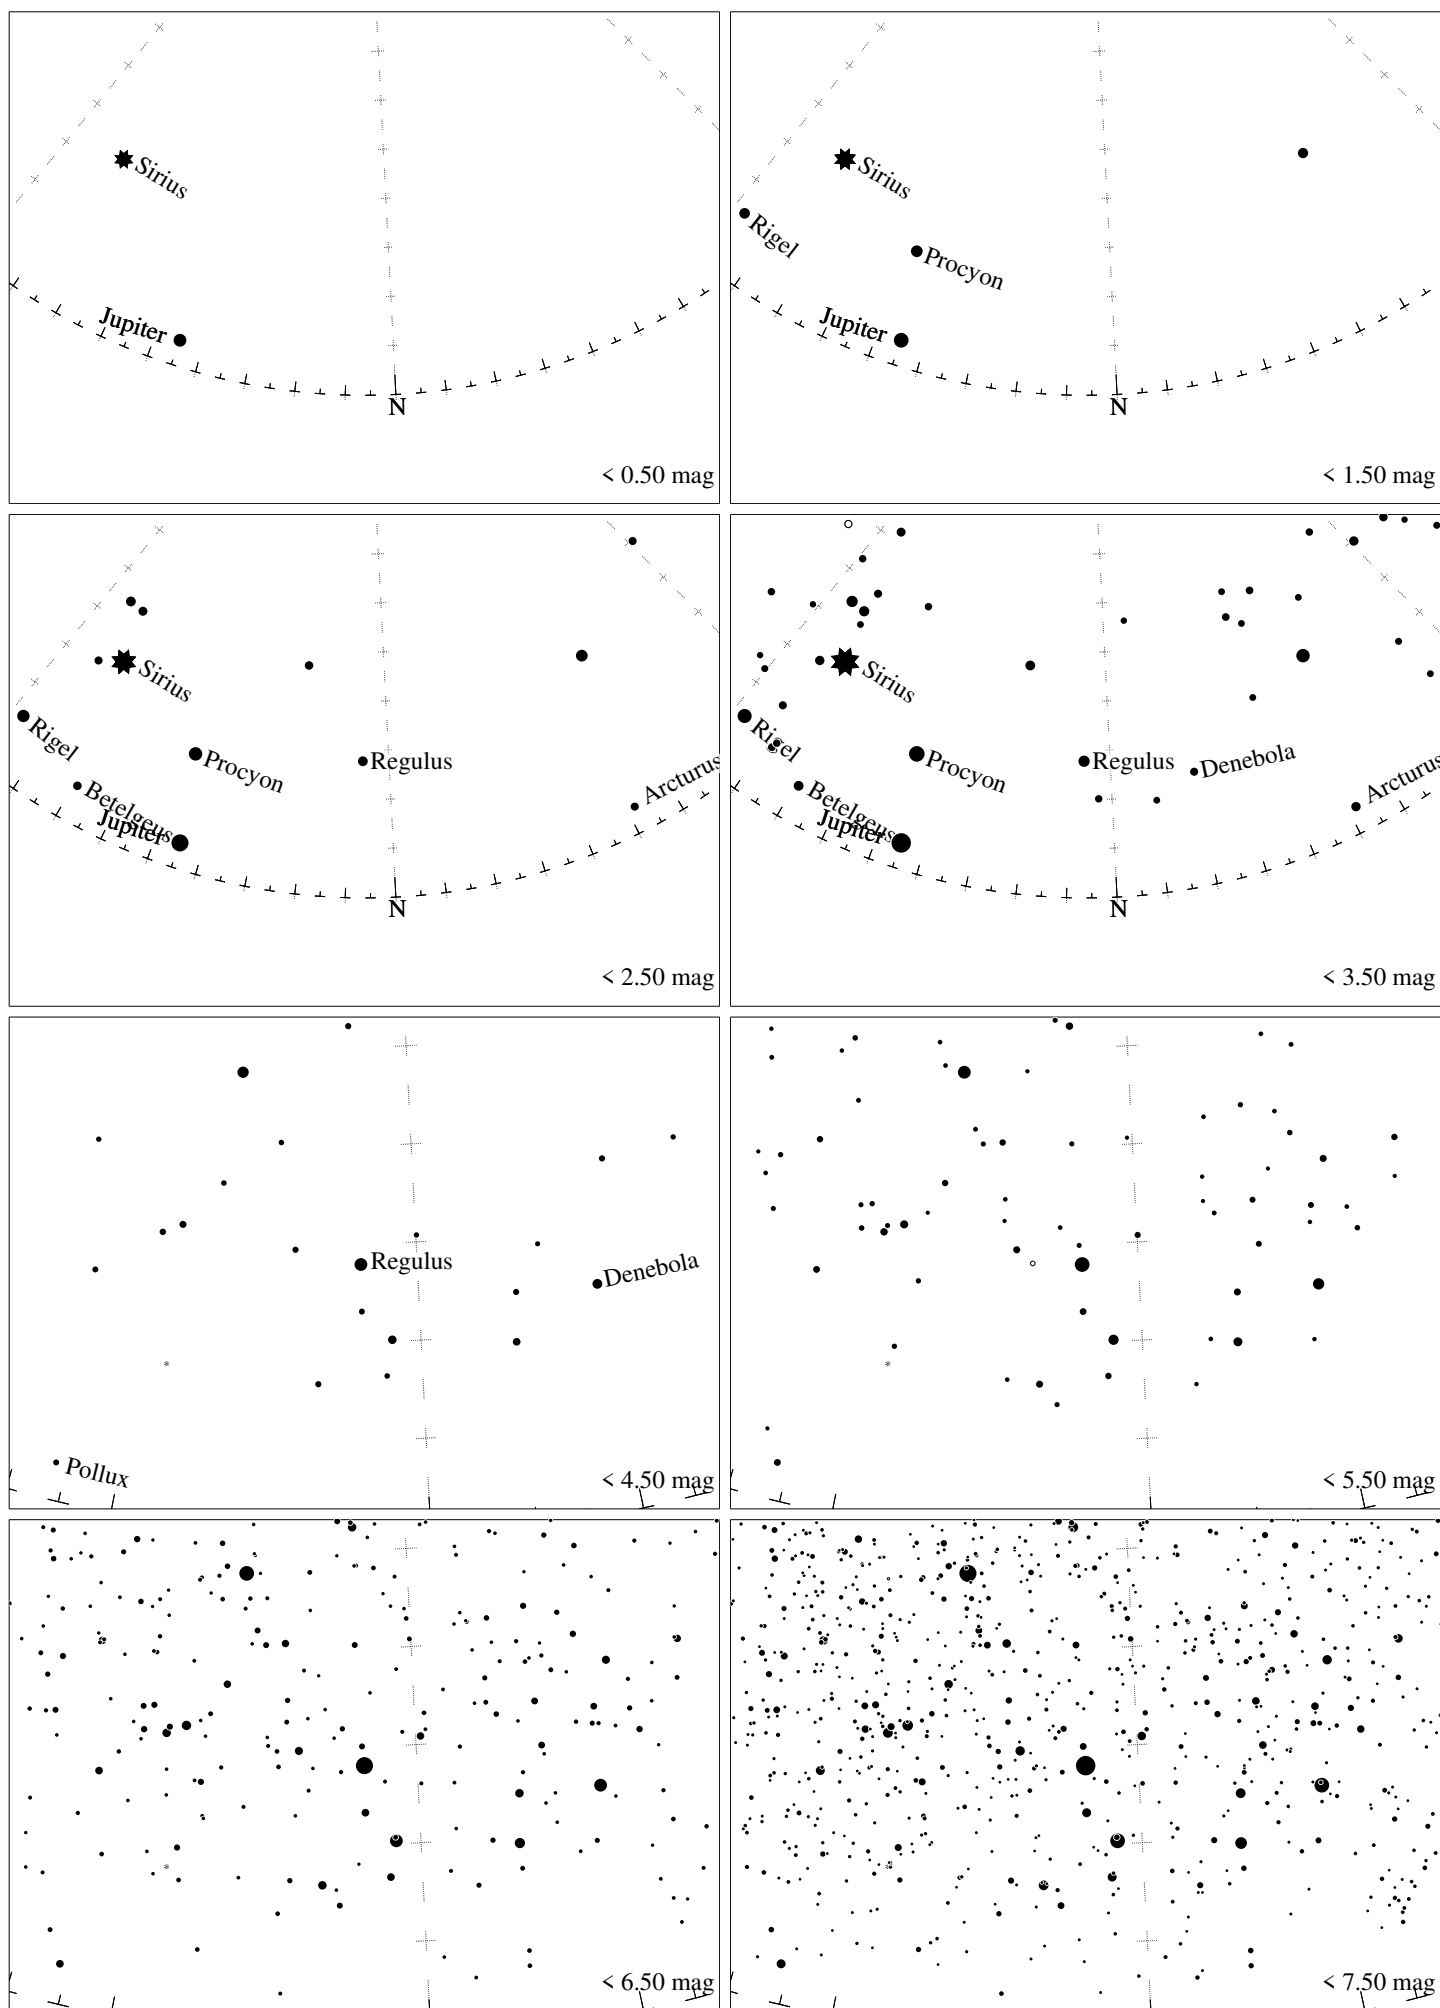 Sirius
Jupiter
N
< 0.50 mag
Sirius
Rigel
Procyon
Jupiter
N
< 1.50 mag
Sirius
Rigel
Procyon
Regulus
Betelgeus
Arcturus
Jupiter
N
< 2.50 mag
Sirius
Rigel
Procyon
Regulus
Denebola
Betelgeus
Arcturus
Jupiter
N
< 3.50 mag
Regulus
Denebola
Pollux
< 4.50 mag
< 5.50 mag
< 6.50 mag
< 7.50 mag